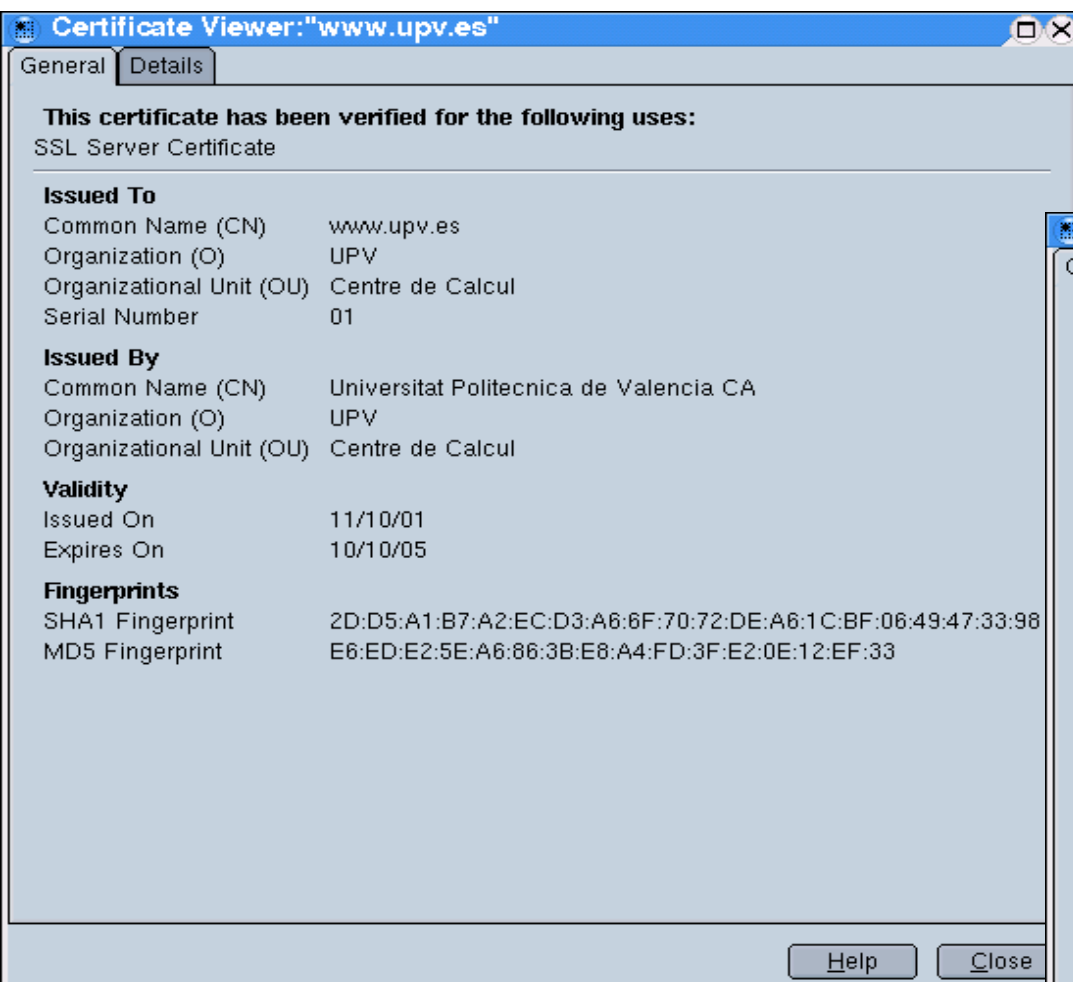 Certificate Viewer:"www.upv.es"
General Details
This certificate has been verified for the following uses:
SSL Server Certificate
Issued To
Common Name (CN) www.upv.es
Organization (O) UPV
Organizational Unit (OU) Centre de Calcul
Serial Number 01
Issued By
Common Name (CN) Universitat Politecnica de Valencia CA
Organization (O) UPV
Organizational Unit (OU) Centre de Calcul
Validity
Issued On 11/10/01
Expires On 10/10/05
Fingerprints
SHA1 Fingerprint 2D:D5:A1:B7:A2:EC:D3:A6:6F:70:72:DE:A6:1C:BF:06:49:47:33:98
MD5 Fingerprint E6:ED:E2:5E:A6:86:3B:E8:A4:FD:3F:E2:0E:12:EF:33
Help Close